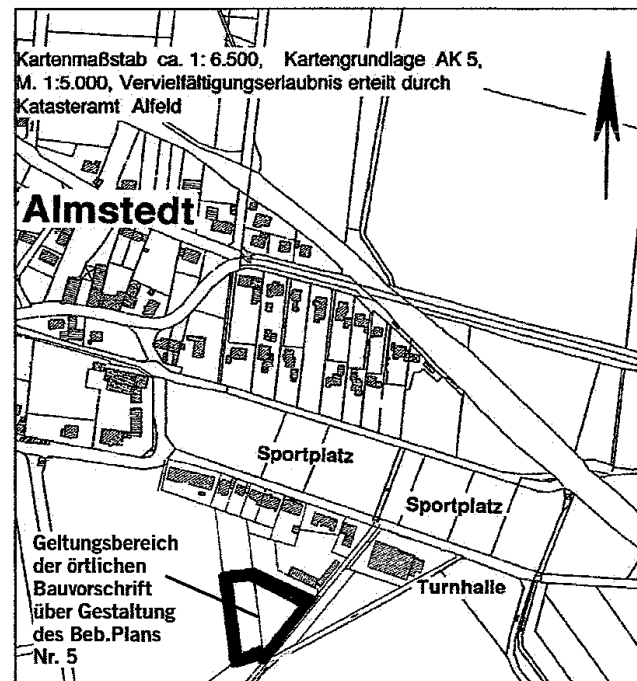 Kartenmaßstab ca. 1: 6.500, Kartengrundlage AK 5,
M. 1:5.000, Vervielfältigungserlaubnis erteilt durch
Katasteramt Alfeld
Almstedt
Sportplatz
Sportplatz
Turnhalle
Geltungsbereich
der örtlichen
Bauvorschrift
über Gestaltung
des Beb.Plans
Nr. 5